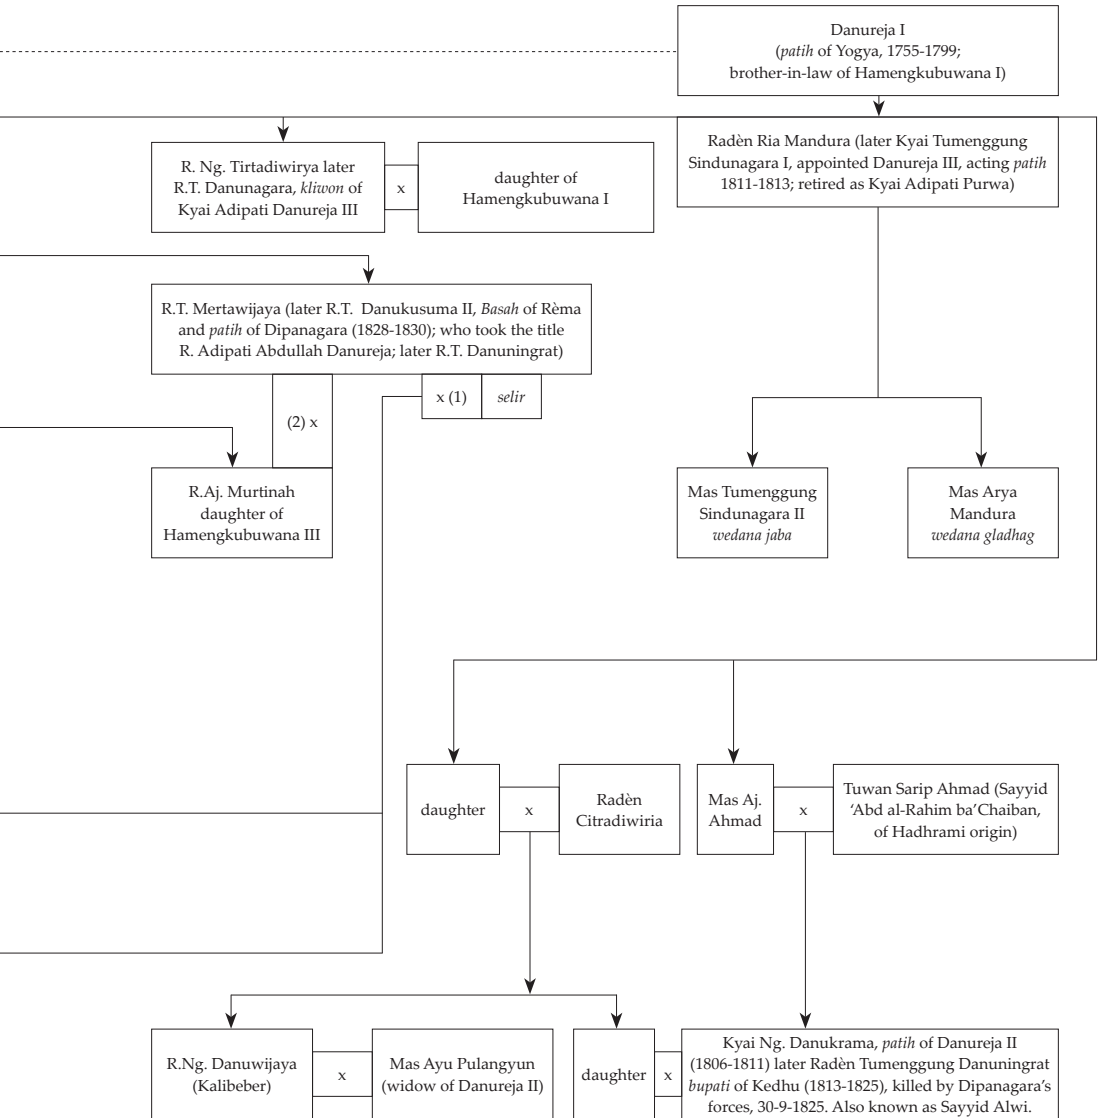 Danureja I
(patih of Yogya, 1755-1799;
brother-in-law of Hamengkubuwana I)
R. Ng. Tirtadiwirya later
R.T. Danunagara, kliwon of
Kyai Adipati Danureja III
x
daughter of
Hamengkubuwana I
Radèn Ria Mandura (later Kyai Tumenggung
Sindunagara I, appointed Danureja III, acting patih
1811-1813; retired as Kyai Adipati Purwa)
R.T. Mertawijaya (later R.T. Danukusuma II, Basah of Rèma
and patih of Dipanagara (1828-1830); who took the title
R. Adipati Abdullah Danureja; later R.T. Danuningrat)
(2) x
x (1)
selir
R.Aj. Murtinah
daughter of
Hamengkubuwana III
Mas Tumenggung
Sindunagara II
wedana jaba
Mas Arya
Mandura
wedana gladhag
daughter
x
Radèn
Citradiwiria
Mas Aj.
Ahmad
x
Tuwan Sarip Ahmad (Sayyid
‘Abd al-Rahim ba’Chaiban,
of Hadhrami origin)
R.Ng. Danuwijaya
(Kalibeber)
x
Mas Ayu Pulangyun
(widow of Danureja II)
daughter
x
Kyai Ng. Danukrama, patih of Danureja II
(1806-1811) later Radèn Tumenggung Danuningrat
bupati of Kedhu (1813-1825), killed by Dipanagara’s
forces, 30-9-1825. Also known as Sayyid Alwi.